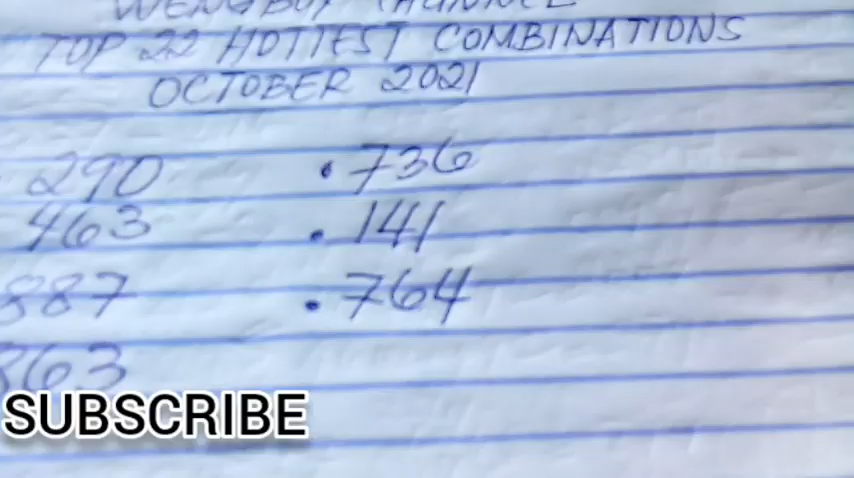 TOP 22 HOTTEST COMBINATIONS
OCTOBER 2021
290 .736
463 .141
887 .764
863
SUBSCRIBE